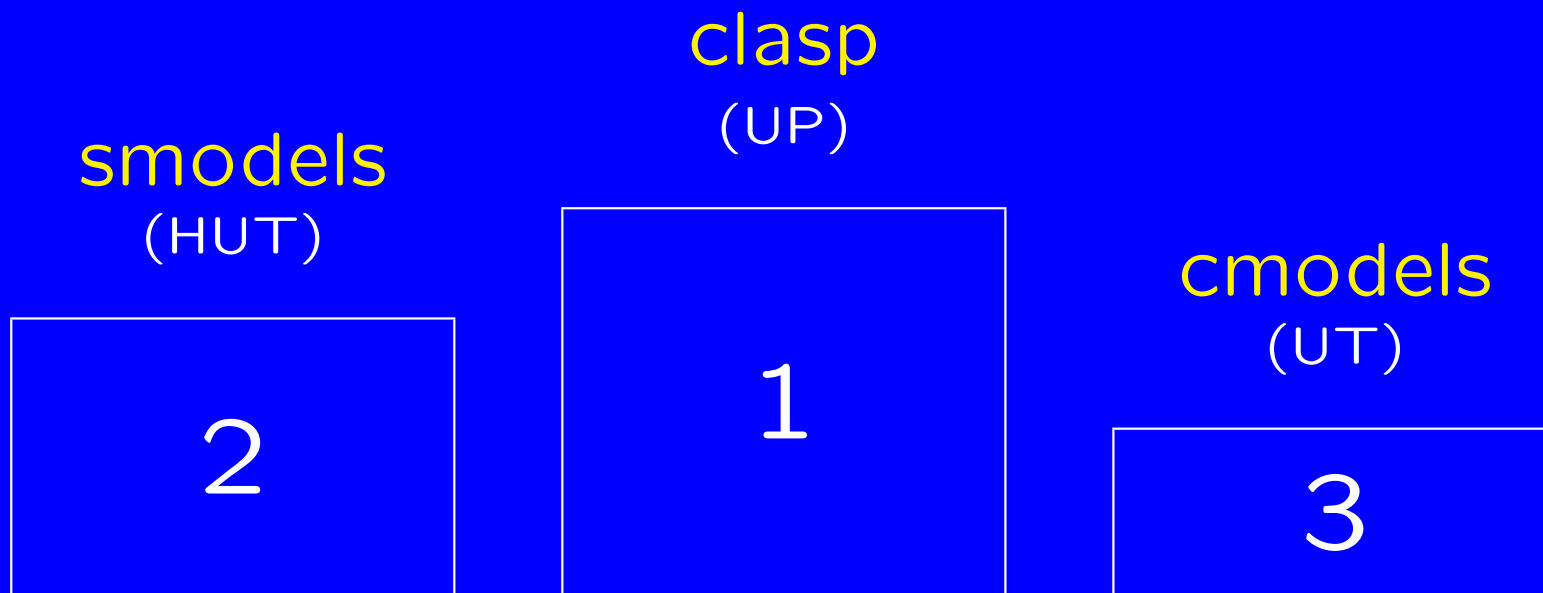 clasp
(UP)
smodels
(HUT)
cmodels
(UT)
1
2
3